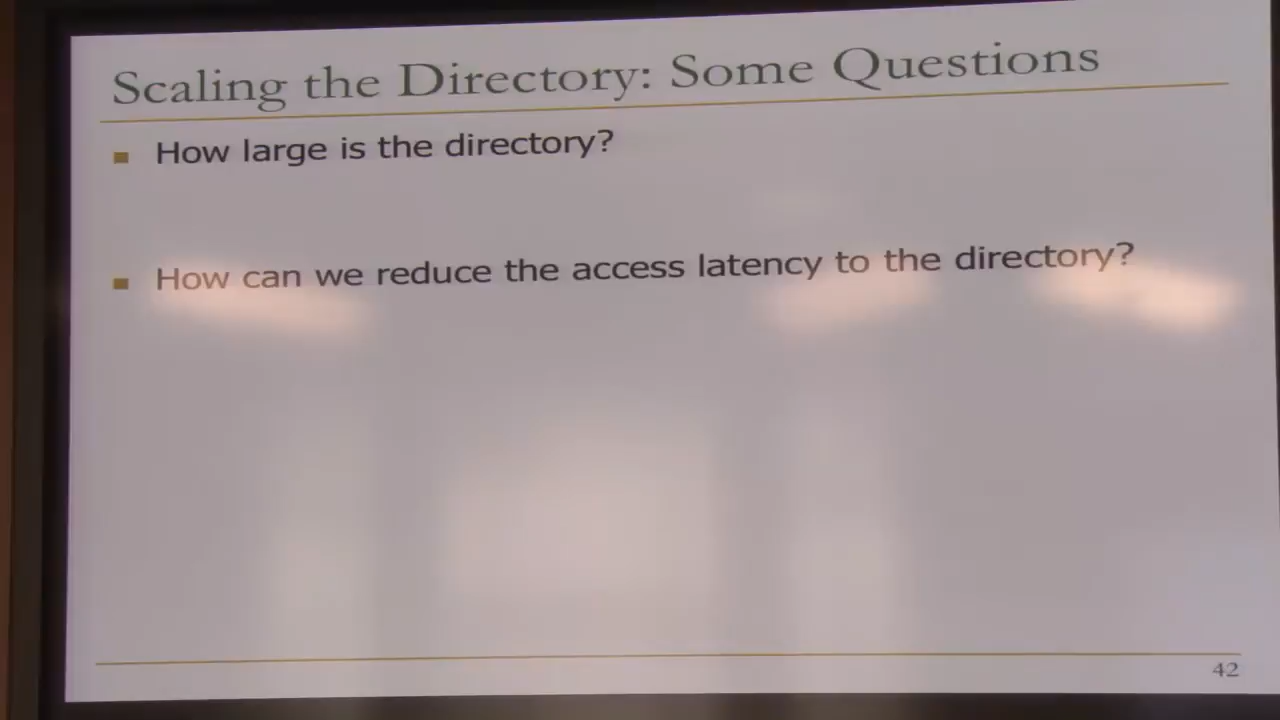 Scaling the Directory: Some Questions
How large is the directory?
How can we reduce the access latency to the directory?
42